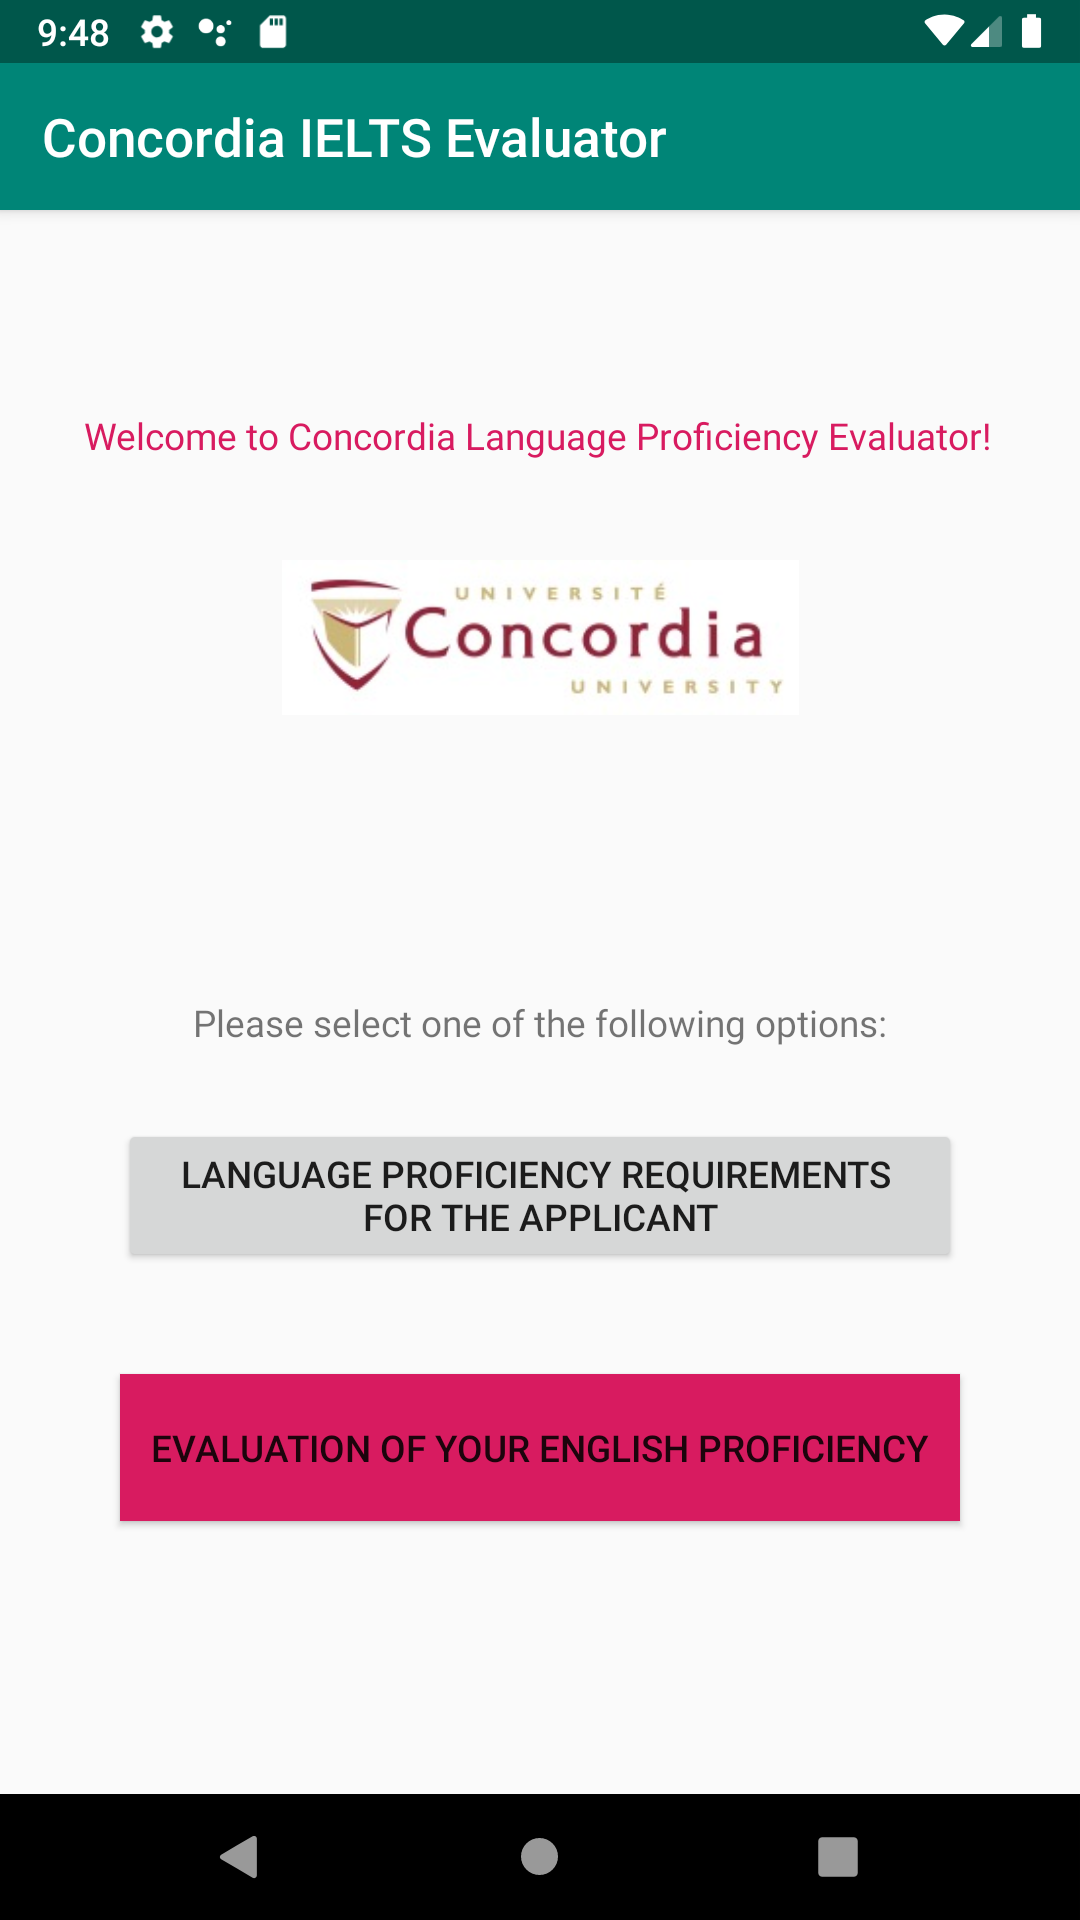 9:48
Concordia IELTS Evaluator
Welcome to Concordia Language Proficiency Evaluator!
UNIVERSITÉ
Concordia
UNIVERSITY
Please select one of the following options:
LANGUAGE PROFICIENCY REQUIREMENTS
FOR THE APPLICANT
EVALUATION OF YOUR ENGLISH PROFICIENCY